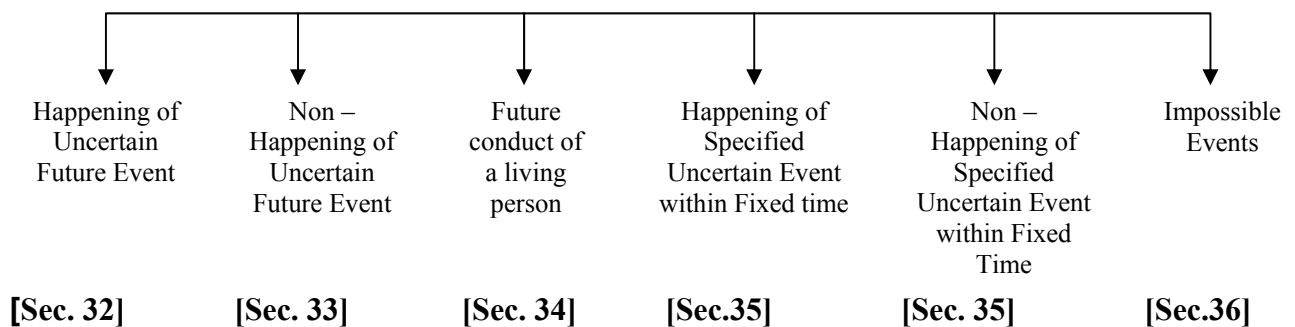 Happening of
Uncertain
Future Event
Non –
Happening of
Uncertain
Future Event
Future
conduct of
a living
person
Happening of
Specified
Uncertain Event
within Fixed time
Non –
Happening of
Specified
Uncertain Event
within Fixed
Time
Impossible
Events
[Sec. 32] [Sec. 33] [Sec. 34] [Sec.35] [Sec. 35] [Sec.36]